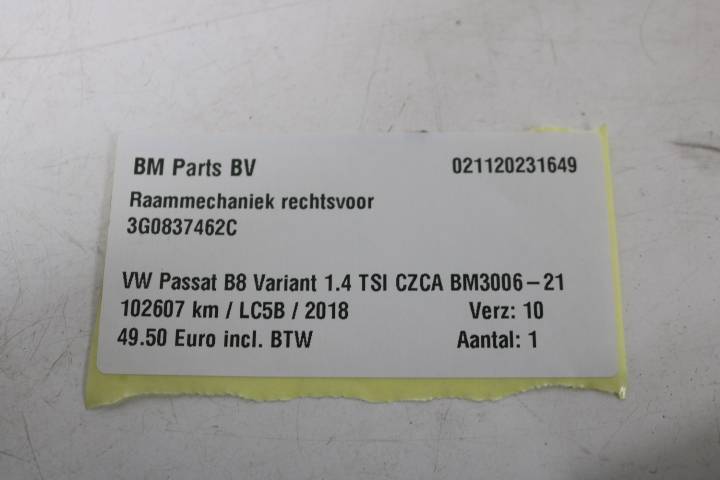 BM Parts BV 021120231649
Raammechaniek rechtsvoor
3G0837462C
VW Passat B8 Variant 1.4 TSI CZCA BM3006-21
102607 km / LC5B / 2018 Verz: 10
49.50 Euro incl. BTW Aantal: 1